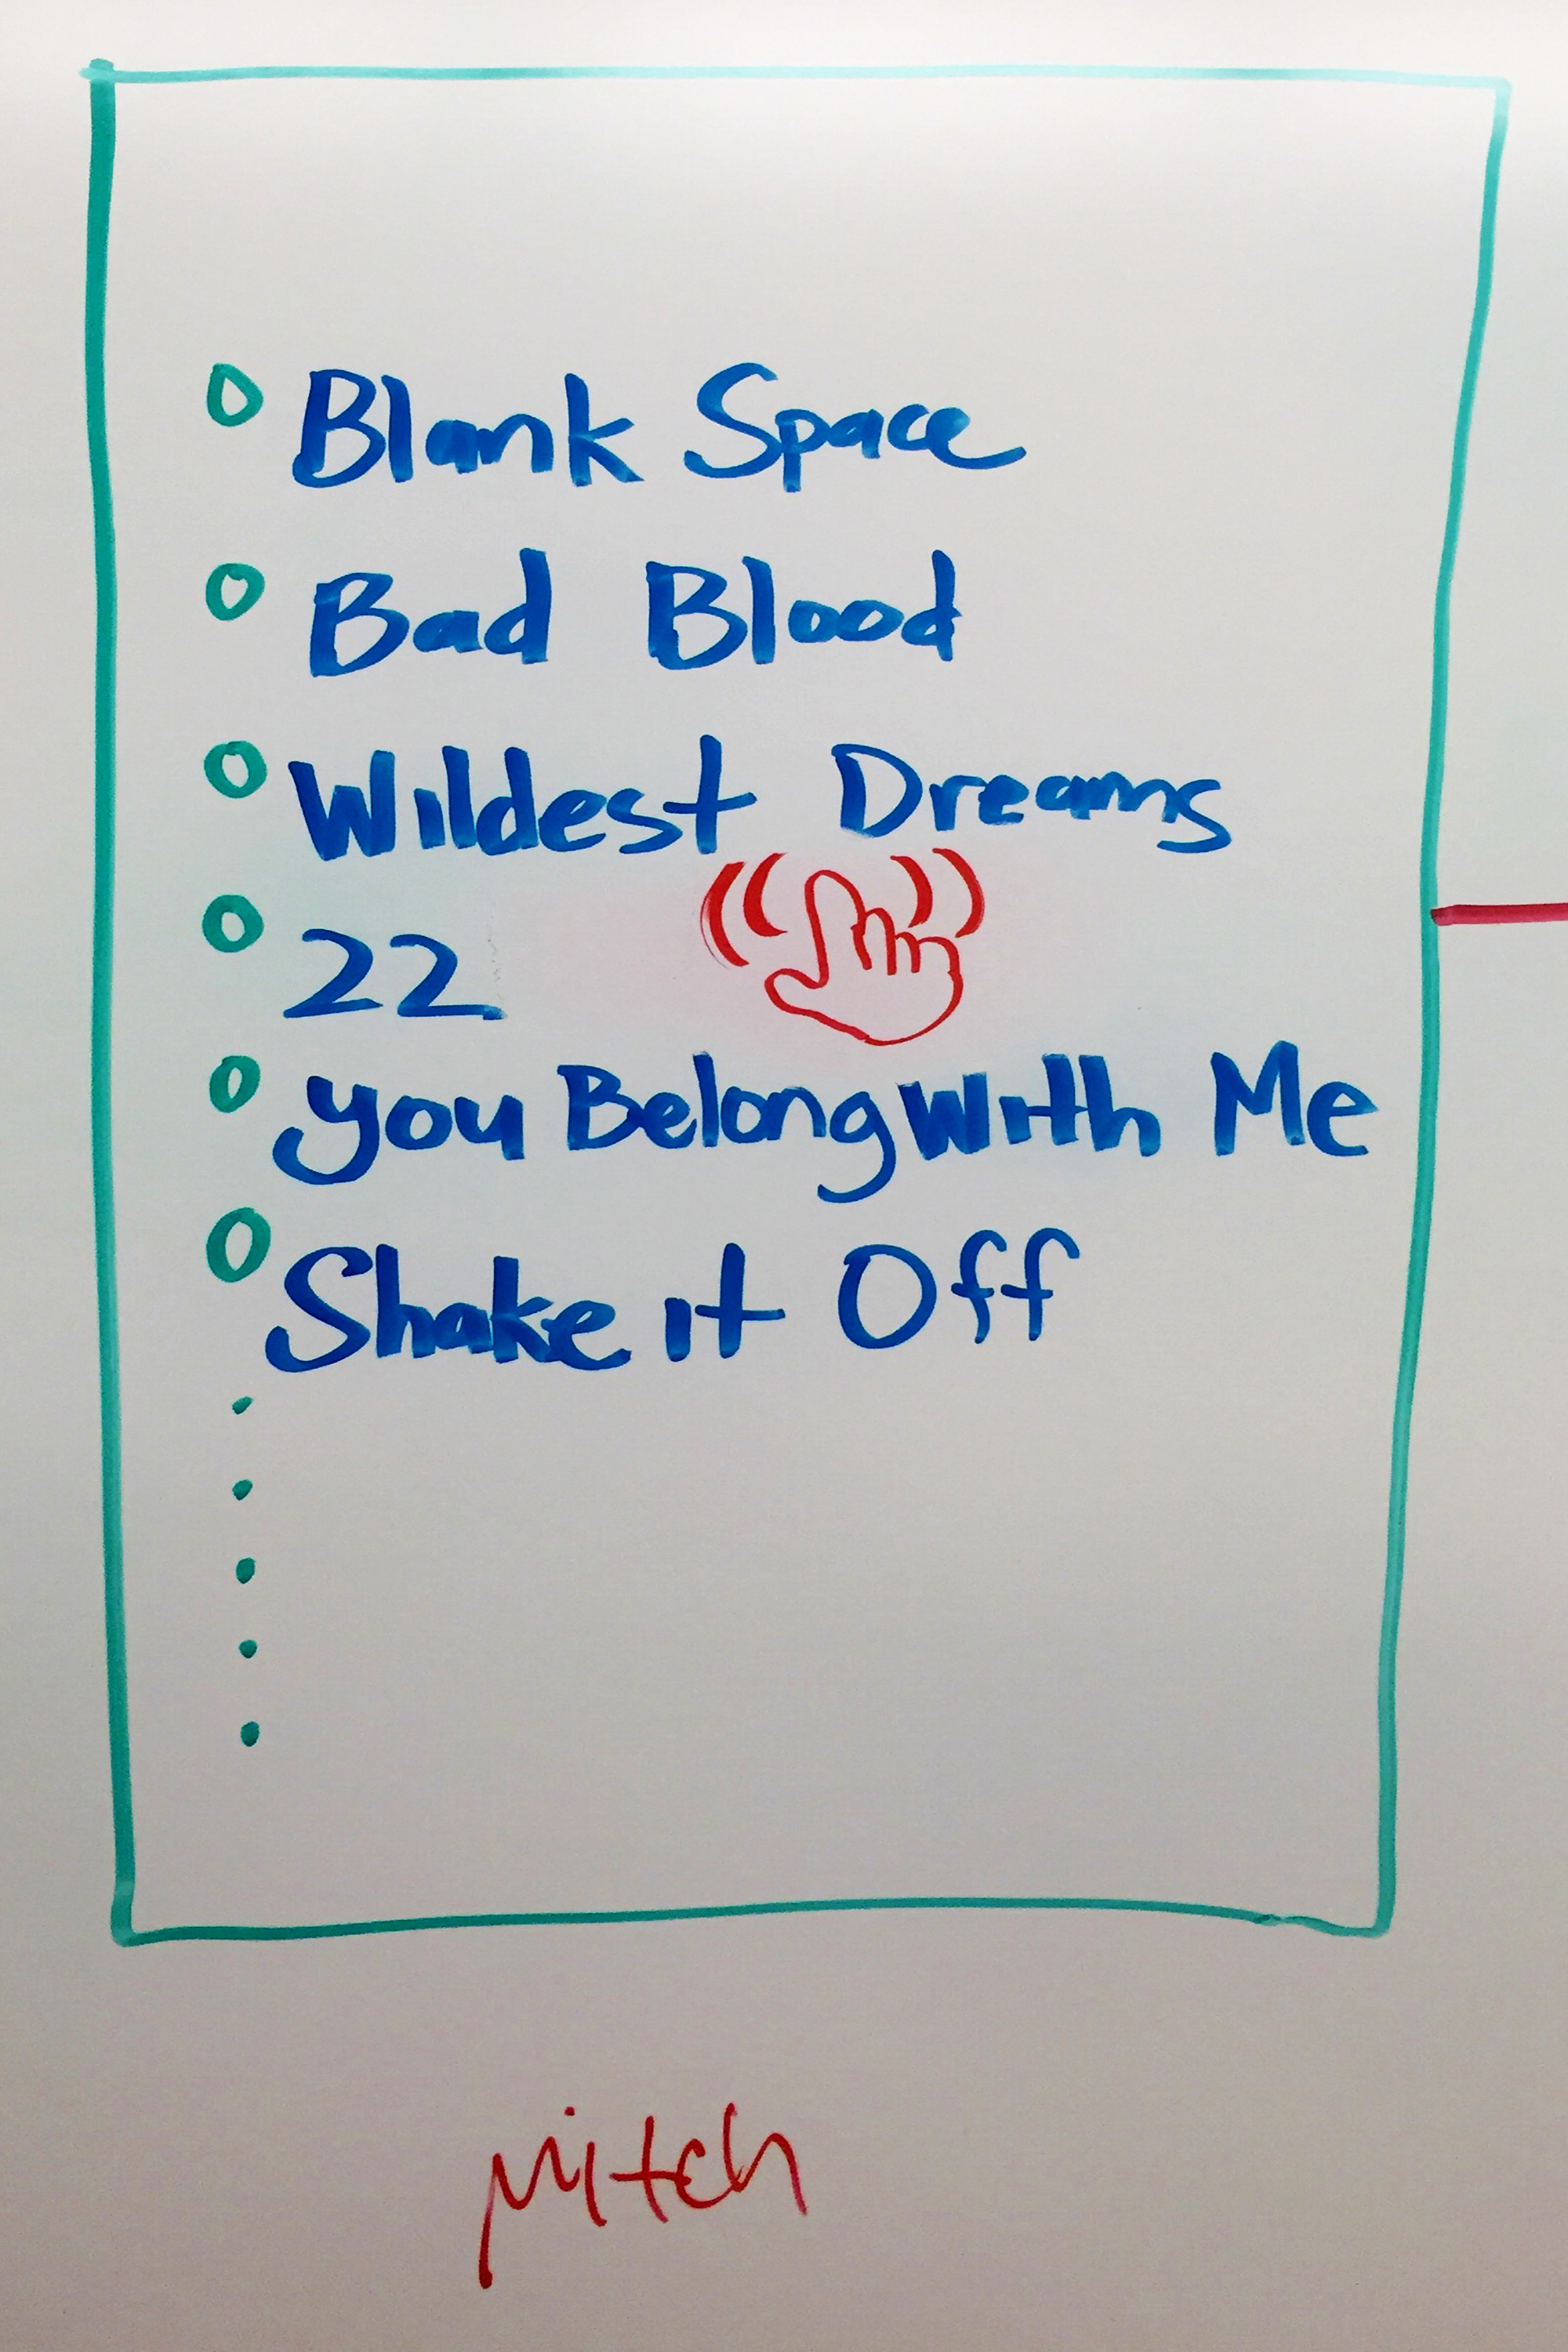 Blank Space
Bad Blood
Wildest Dreams
22
you Belong With Me
Shake it Off
Mitch